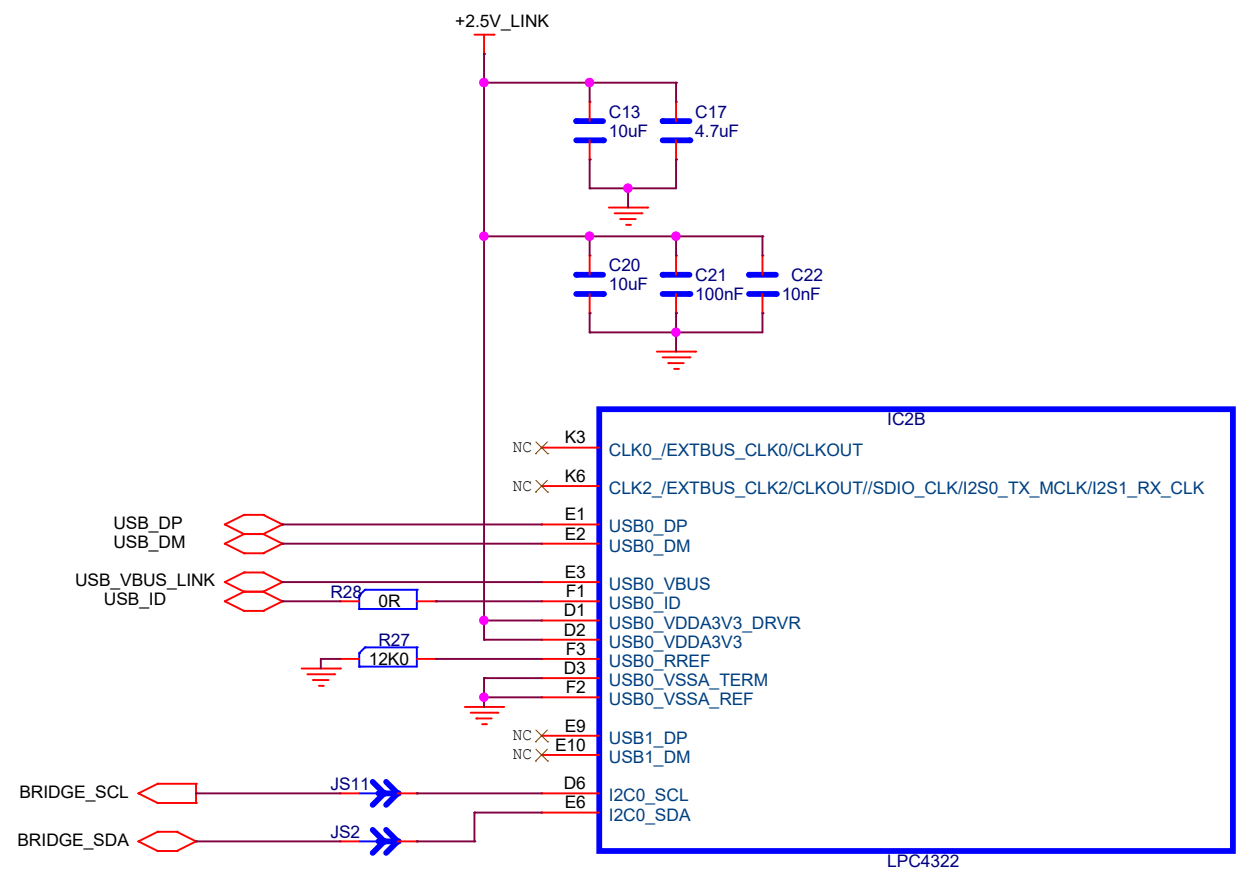 +2.5V_LINK
C13
10uF
C17
4.7uF
C20
10uF
C21
100nF
C22
10nF
IC2B
NC
K3
CLK0_/EXTBUS_CLK0/CLKOUT
NC
K6
CLK2_/EXTBUS_CLK2/CLKOUT//SDIO_CLK/I2S0_TX_MCLK/I2S1_RX_CLK
USB_DP
E1
USB0_DP
USB_DM
E2
USB0_DM
USB_VBUS_LINK
E3
USB0_VBUS
USB_ID
R28
0R
F1
USB0_ID
D1
USB0_VDDA3V3_DRVR
D2
USB0_VDDA3V3
R27
12K0
F3
USB0_RREF
D3
USB0_VSSA_TERM
F2
USB0_VSSA_REF
NC
E9
USB1_DP
NC
E10
USB1_DM
BRIDGE_SCL
JS11
D6
I2C0_SCL
E6
I2C0_SDA
BRIDGE_SDA
JS2
LPC4322